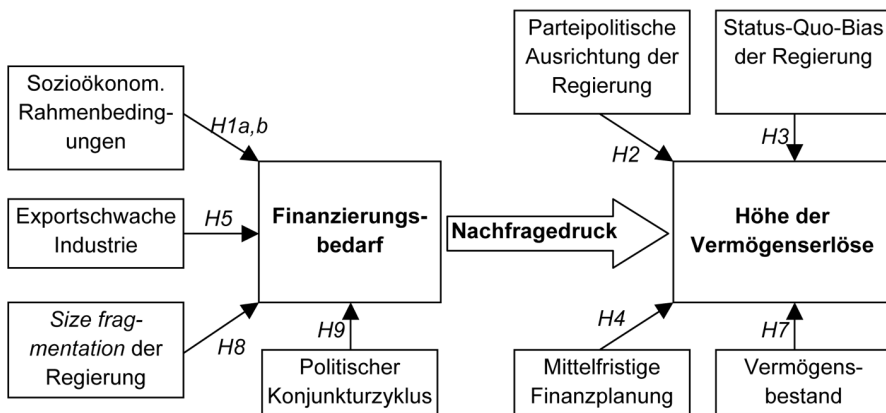 Parteipolitische
Ausrichtung der
Regierung
Status-Quo-Bias
der Regierung
Sozioökonom.
Rahmenbeding-
ungen
H1a,b
H2
H3
Exportschwache
Industrie
H5
Finanzierungs-
bedarf
Nachfragedruck
Höhe der
Vermögenserlöse
Size frag-
mentation der
Regierung
H8
H9
H4
H7
Politischer
Konjunkturzyklus
Mittelfristige
Finanzplanung
Vermögens-
bestand